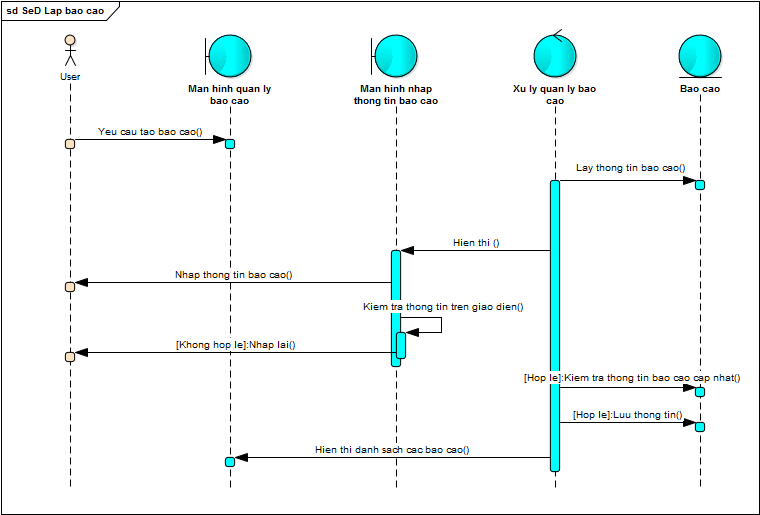 sd SeD Lap bao cao
User
Man hinh quan ly
bao cao
Man hinh nhap
thong tin bao cao
Xu ly quan ly bao
cao
Bao cao
Yeu cau tao bao cao()
Lay thong tin bao cao()
Hien thi ()
Nhap thong tin bao cao()
Kiem tra thong tin tren giao dien()
[Khong hop le]:Nhap lai()
[Hop le]:Kiem tra thong tin bao cao cap nhat()
[Hop le]:Luu thong tin()
Hien thi danh sach cac bao cao()